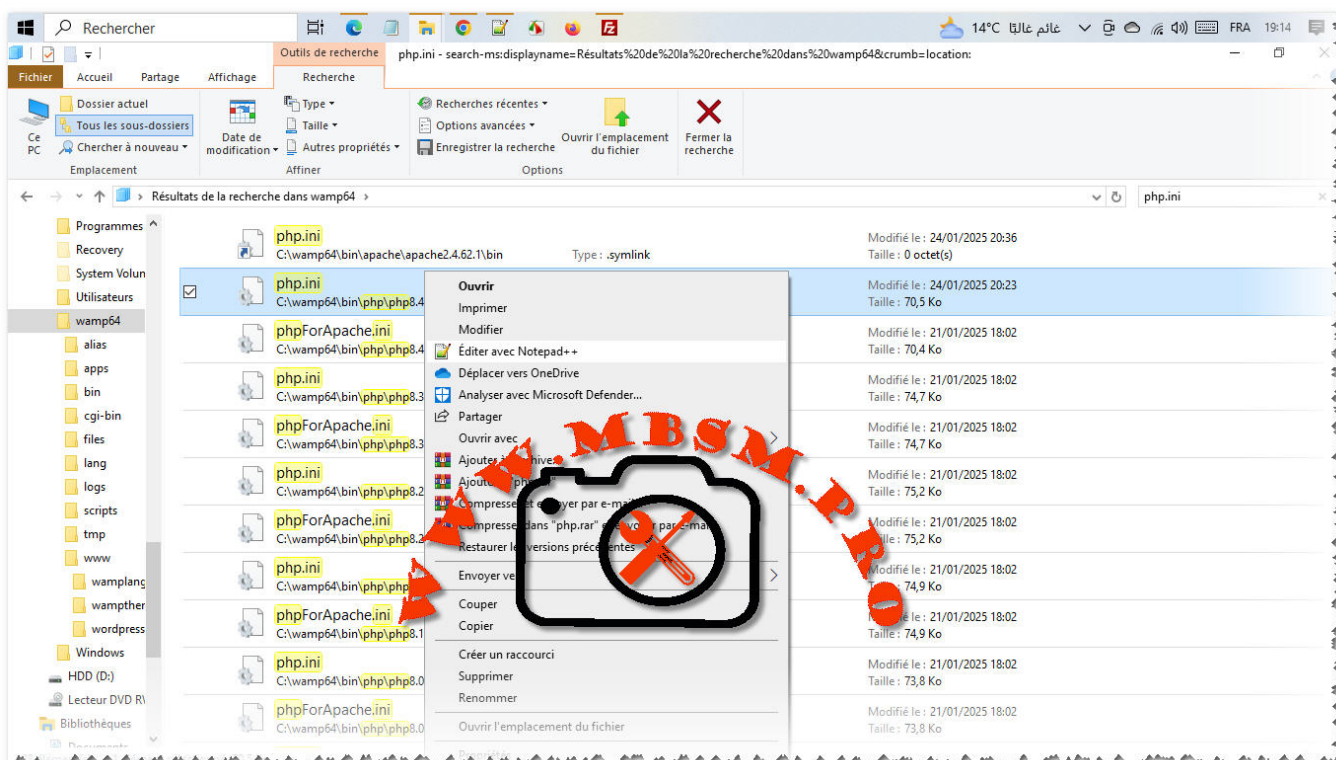 Rechercher
14°C غائم غالبًا
FRA
19:14
Outils de recherche
php.ini - search-ms:displayname=Résultats%20de%20la%20recherche%20dans%20wamp64&crumb=location:
Fichier
Accueil
Partage
Affichage
Recherche
Dossier actuel
Tous les sous-dossiers
Chercher à nouveau
Ce PC
Emplacement
Date de modification
Type
Taille
Autres propriétés
Affiner
Recherches récentes
Options avancées
Enregistrer la recherche
Ouvrir l'emplacement du fichier
Options
Fermer la recherche
Résultats de la recherche dans wamp64
php.ini
Programmes
Recovery
System Volun
Utilisateurs
wamp64
alias
apps
bin
cgi-bin
files
lang
logs
scripts
tmp
www
wamplang
wampther
wordpress
Windows
HDD (D:)
Lecteur DVD RV
Bibliothèques
Documents
php.ini
C:\wamp64\bin\apache\apache2.4.62.1\bin
Type : .symlink
Modifié le : 24/01/2025 20:36
Taille : 0 octet(s)
php.ini
C:\wamp64\bin\php\php8.4
Modifié le : 24/01/2025 20:23
Taille : 70,5 Ko
phpForApache.ini
C:\wamp64\bin\php\php8.4
Modifié le : 21/01/2025 18:02
Taille : 70,4 Ko
php.ini
C:\wamp64\bin\php\php8.3
Modifié le : 21/01/2025 18:02
Taille : 74,7 Ko
phpForApache.ini
C:\wamp64\bin\php\php8.3
Modifié le : 21/01/2025 18:02
Taille : 74,7 Ko
php.ini
C:\wamp64\bin\php\php8.2
Modifié le : 21/01/2025 18:02
Taille : 75,2 Ko
phpForApache.ini
C:\wamp64\bin\php\php8.2
Modifié le : 21/01/2025 18:02
Taille : 75,2 Ko
php.ini
C:\wamp64\bin\php\php
Modifié le : 21/01/2025 18:02
Taille : 74,9 Ko
phpForApache.ini
C:\wamp64\bin\php\php8.1
Modifié le : 21/01/2025 18:02
Taille : 74,9 Ko
php.ini
C:\wamp64\bin\php\php8.0
Modifié le : 21/01/2025 18:02
Taille : 73,8 Ko
phpForApache.ini
C:\wamp64\bin\php\php8.0
Modifié le : 21/01/2025 18:02
Taille : 73,8 Ko
Ouvrir
Imprimer
Modifier
Éditer avec Notepad++
Déplacer vers OneDrive
Analyser avec Microsoft Defender...
Partager
Ouvrir avec
Restaurer les versions précédentes
Envoyer ve
Couper
Copier
Créer un raccourci
Supprimer
Renommer
Ouvrir l'emplacement du fichier
Propriétés
WWW.MBSM.PRO